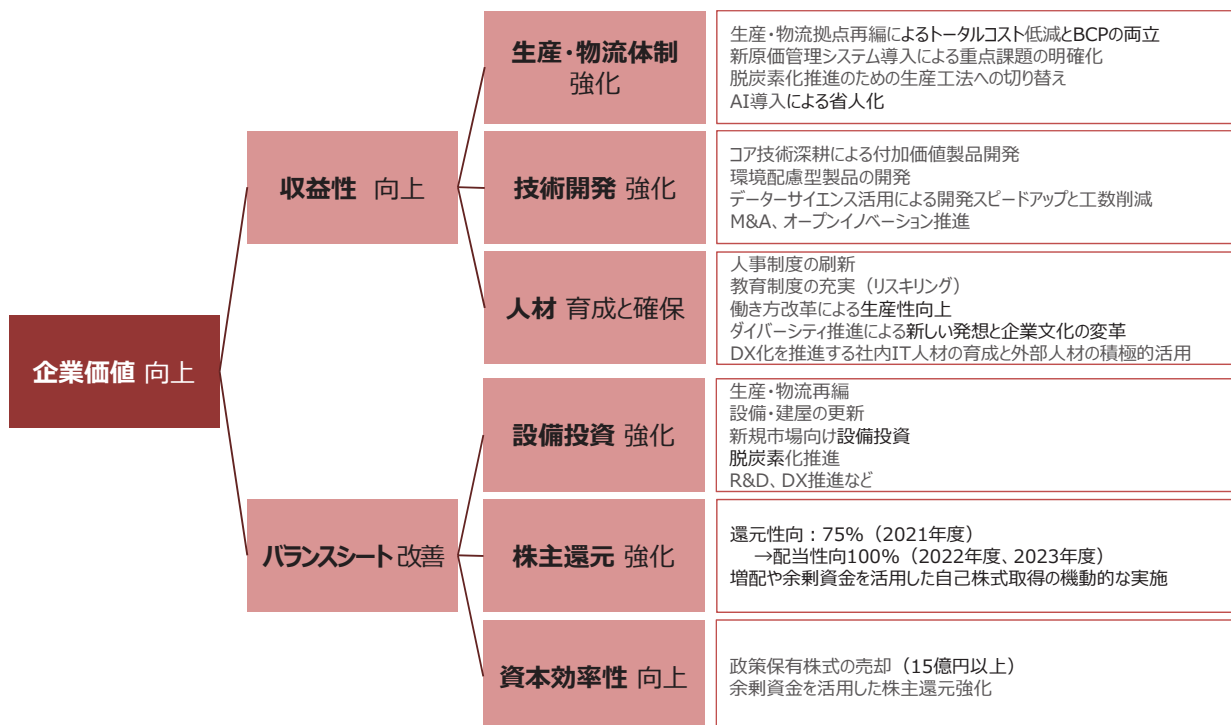 企業価値 向上
収益性 向上
生産・物流体制
強化
生産・物流拠点再編によるトータルコスト低減とBCPの両立
新原価管理システム導入による重点課題の明確化
脱炭素化推進のための生産工法への切り替え
AI導入による省人化
技術開発 強化
コア技術深耕による付加価値製品開発
環境配慮型製品の開発
データーサイエンス活用による開発スピードアップと工数削減
M&A、オープンイノベーション推進
人材 育成と確保
人事制度の刷新
教育制度の充実（リスキリング）
働き方改革による生産性向上
ダイバーシティ推進による新しい発想と企業文化の変革
DX化を推進する社内IT人材の育成と外部人材の積極的活用
バランスシート 改善
設備投資 強化
生産・物流再編
設備・建屋の更新
新規市場向け設備投資
脱炭素化推進
R&D、DX推進など
株主還元 強化
還元性向：75%（2021年度）
→配当性向100%（2022年度、2023年度）
増配や余剰資金を活用した自己株式取得の機動的な実施
資本効率性 向上
政策保有株式の売却（15億円以上）
余剰資金を活用した株主還元強化